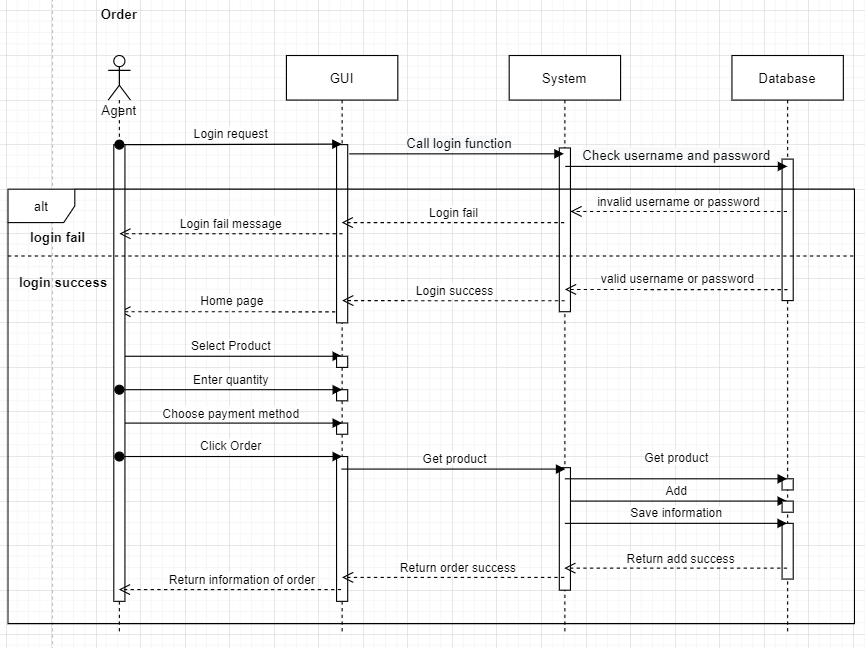 Order
Agent
GUI
System
Database
Login request
Call login function
Check username and password
alt
invalid username or password
Login fail
Login fail message
login fail
login success
valid username or password
Login success
Home page
Select Product
Enter quantity
Choose payment method
Click Order
Get product
Get product
Add
Save information
Return add success
Return order success
Return information of order